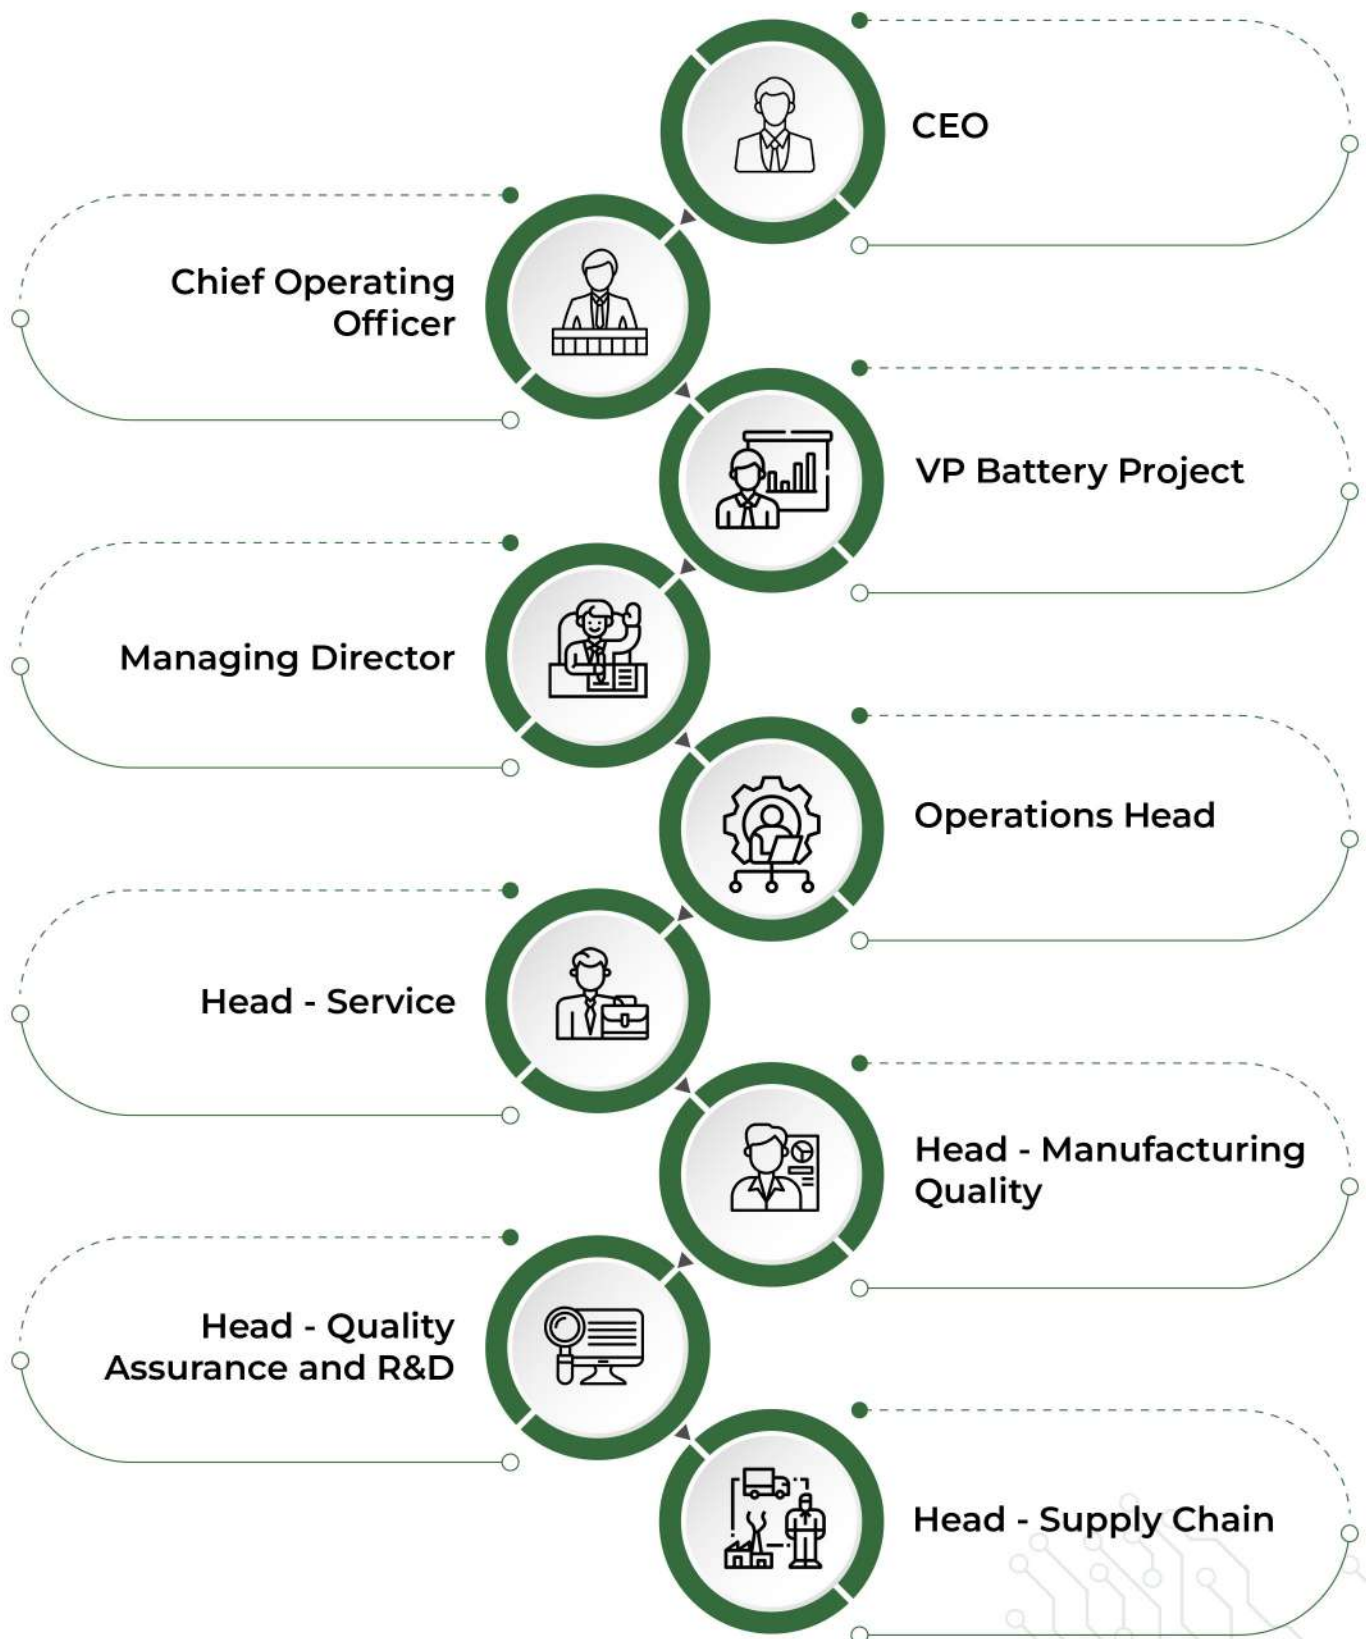 CEO
Chief Operating
Officer
VP Battery Project
Managing Director
Operations Head
Head - Service
Head - Manufacturing
Quality
Head - Quality
Assurance and R&D
Head - Supply Chain